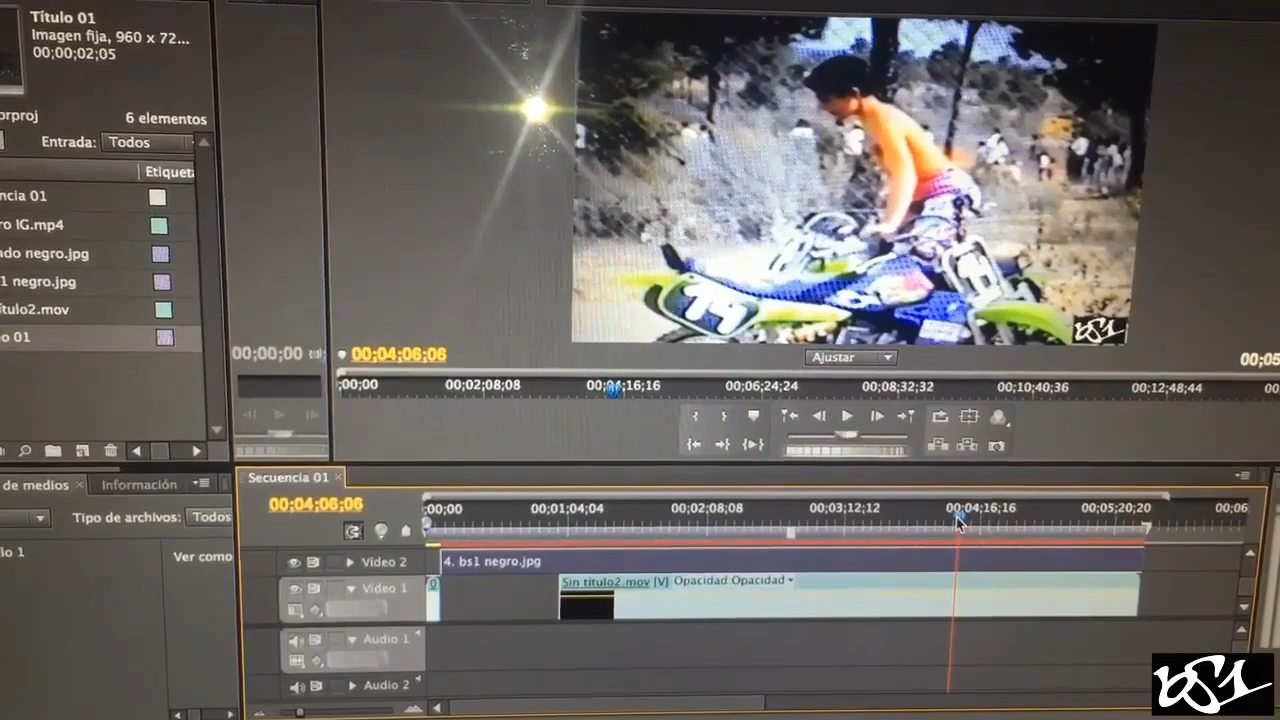 Título 01
Imagen fija, 960 x 72...
00;00;02;05
orproj
6 elementos
Entrada: Todos
Etiqueta
ncia 01
ro IG.mp4
ado negro.jpg
1 negro.jpg
ítulo2.mov
o 01
11
bS1
00;00;00
00;04;06;06
Ajustar
00;05
;00;00
00;02;08;08
00;04;16;16
00;06;24;24
00;08;32;32
00;10;40;36
00;12;48;44
00
de medios
Información
Tipo de archivos: Todos
lo 1
Ver como
Secuencia 01
00;04;06;06
;00;00
00;01;04;04
00;02;08;08
00;03;12;12
00;04;16;16
00;05;20;20
00;06
Video 2
4. bs1 negro.jpg
Video 1
Sin título2.mov [V] Opacidad Opacidad
Audio 1
Audio 2
bS1